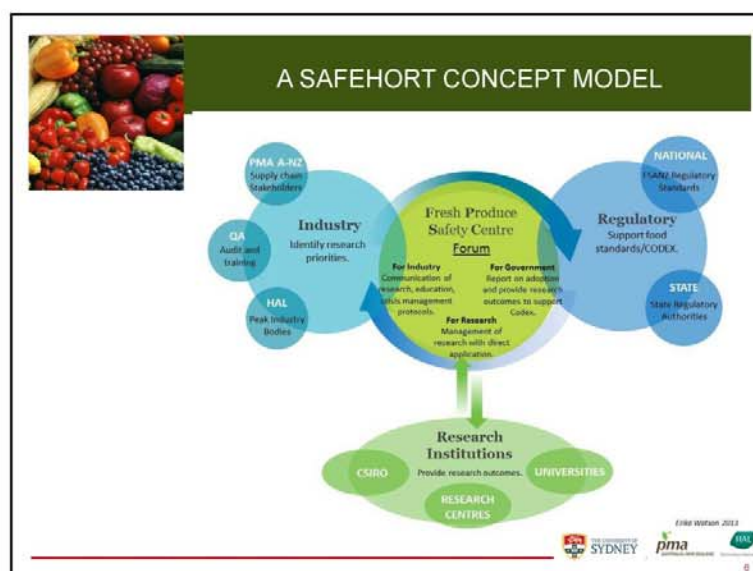 A SAFEHORT CONCEPT MODEL
PMA A-NZ
Supply chain
Stakeholders
QA
Audit and
training
HAL
Peak Industry
Bodies
Industry
Identify research
priorities.
Fresh Produce
Safety Centre
Forum
For Industry
Communication of
research, education,
crisis management
protocols.
For Government
Report on adoption
and provide research
outcomes to support
Codex.
For Research
Management of
research with direct
application.
Regulatory
Support food
standards/CODEX.
NATIONAL
FSANZ Regulatory
Standards
STATE
State Regulatory
Authorities
Research
Institutions
Provide research outcomes.
CSIRO
RESEARCH
CENTRES
UNIVERSITIES
Erika Watson 2013
THE UNIVERSITY OF
SYDNEY
pma
AUSTRALIA-NEW ZEALAND
HAL
6